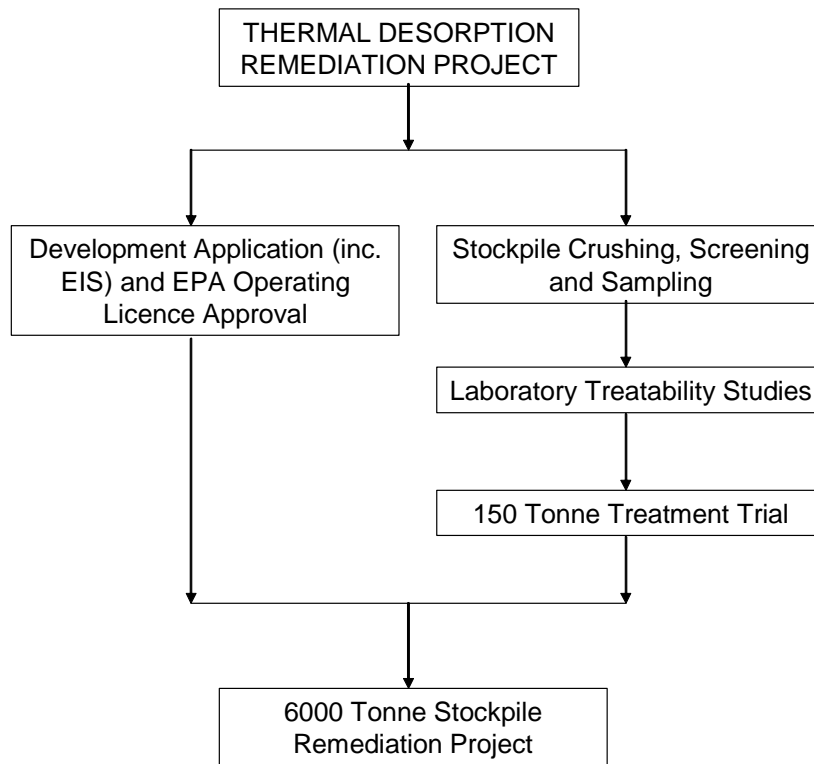 THERMAL DESORPTION
REMEDIATION PROJECT
Development Application (inc.
EIS) and EPA Operating
Licence Approval
Stockpile Crushing, Screening
and Sampling
Laboratory Treatability Studies
150 Tonne Treatment Trial
6000 Tonne Stockpile
Remediation Project